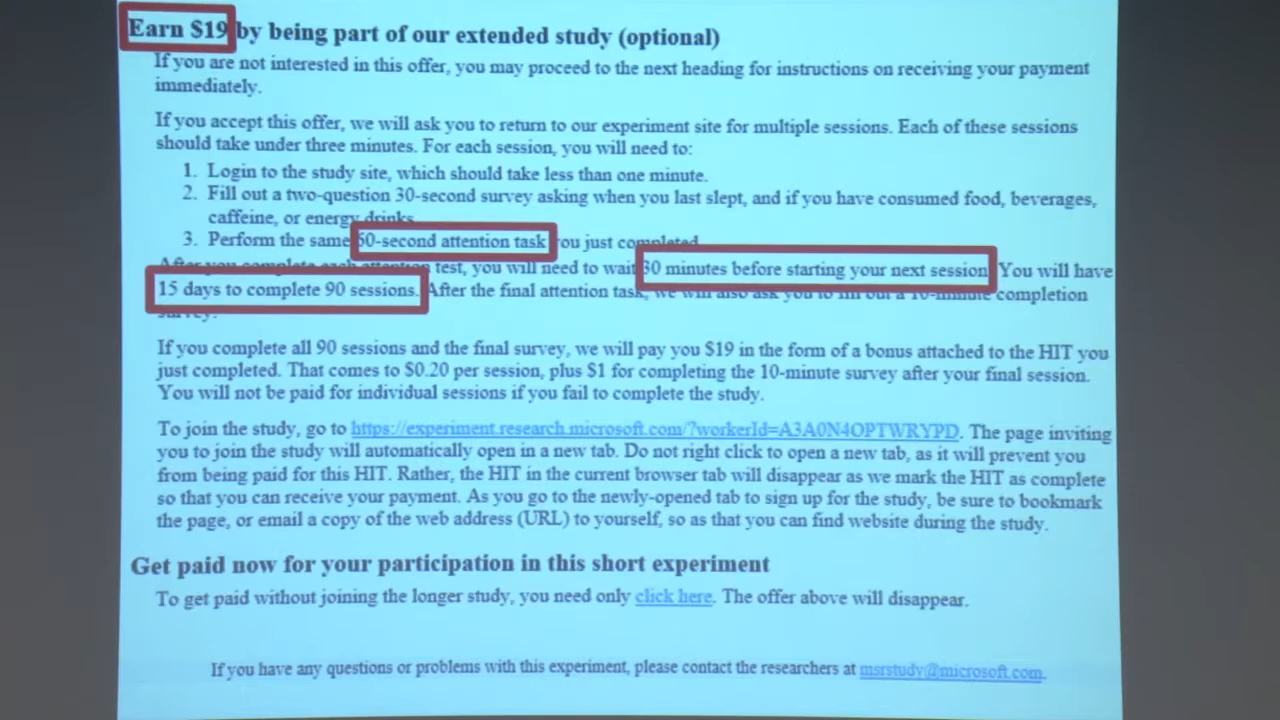 Earn $19 by being part of our extended study (optional)
If you are not interested in this offer, you may proceed to the next heading for instructions on receiving your payment
immediately.
If you accept this offer, we will ask you to return to our experiment site for multiple sessions. Each of these sessions
should take under three minutes. For each session, you will need to:
1. Login to the study site, which should take less than one minute.
2. Fill out a two-question 30-second survey asking when you last slept, and if you have consumed food, beverages,
caffeine, or energy drinks.
3. Perform the same 60-second attention task you just completed.
After you complete each attention test, you will need to wait 30 minutes before starting your next session. You will have
15 days to complete 90 sessions. After the final attention task, we will also ask you to fill out a 10-minute completion
survey.
If you complete all 90 sessions and the final survey, we will pay you $19 in the form of a bonus attached to the HIT you
just completed. That comes to $0.20 per session, plus $1 for completing the 10-minute survey after your final session.
You will not be paid for individual sessions if you fail to complete the study.
To join the study, go to https://experiment.research.microsoft.com/?workerId=A3A0N4OPTWRYPD. The page inviting
you to join the study will automatically open in a new tab. Do not right click to open a new tab, as it will prevent you
from being paid for this HIT. Rather, the HIT in the current browser tab will disappear as we mark the HIT as complete
so that you can receive your payment. As you go to the newly-opened tab to sign up for the study, be sure to bookmark
the page, or email a copy of the web address (URL) to yourself, so as that you can find website during the study.
Get paid now for your participation in this short experiment
To get paid without joining the longer study, you need only click here. The offer above will disappear.
If you have any questions or problems with this experiment, please contact the researchers at msrstudy@microsoft.com.